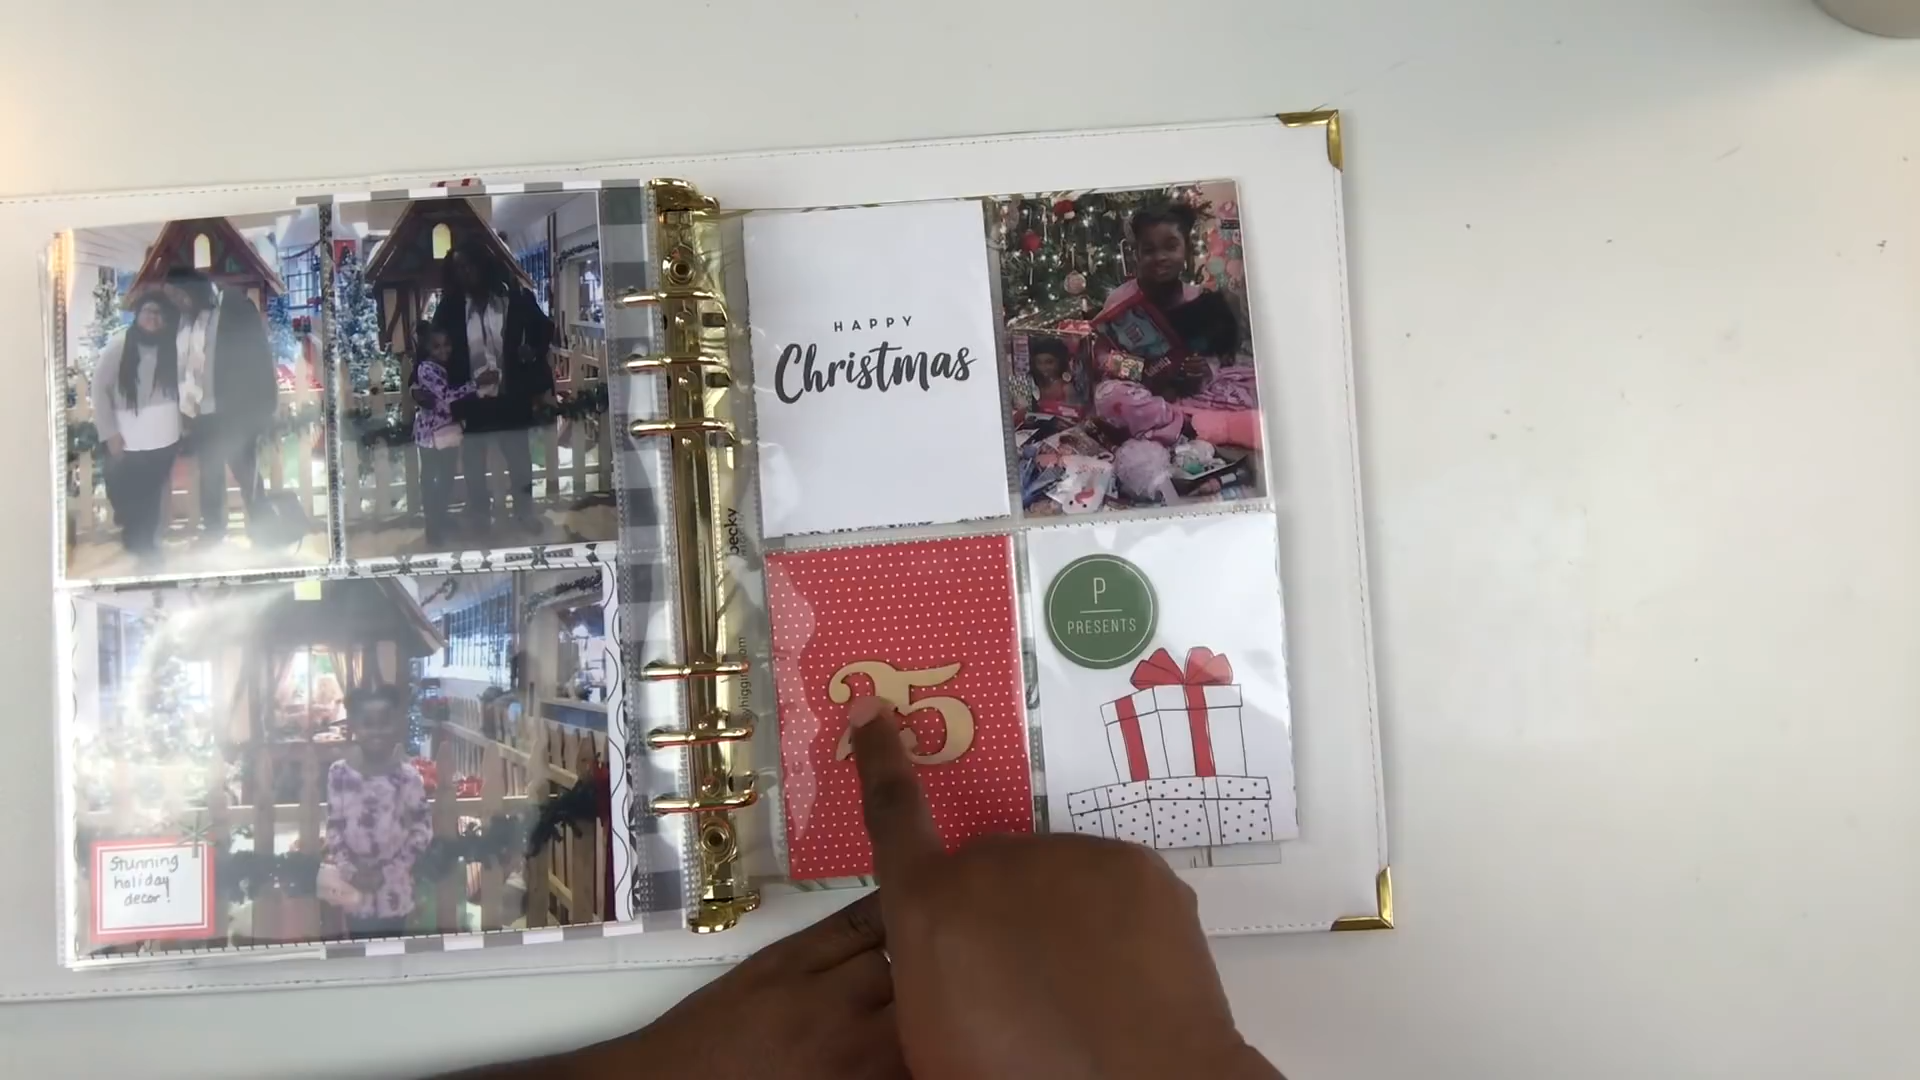 Stunning
holiday
decor!
HAPPY
Christmas
25
P
PRESENTS
becky